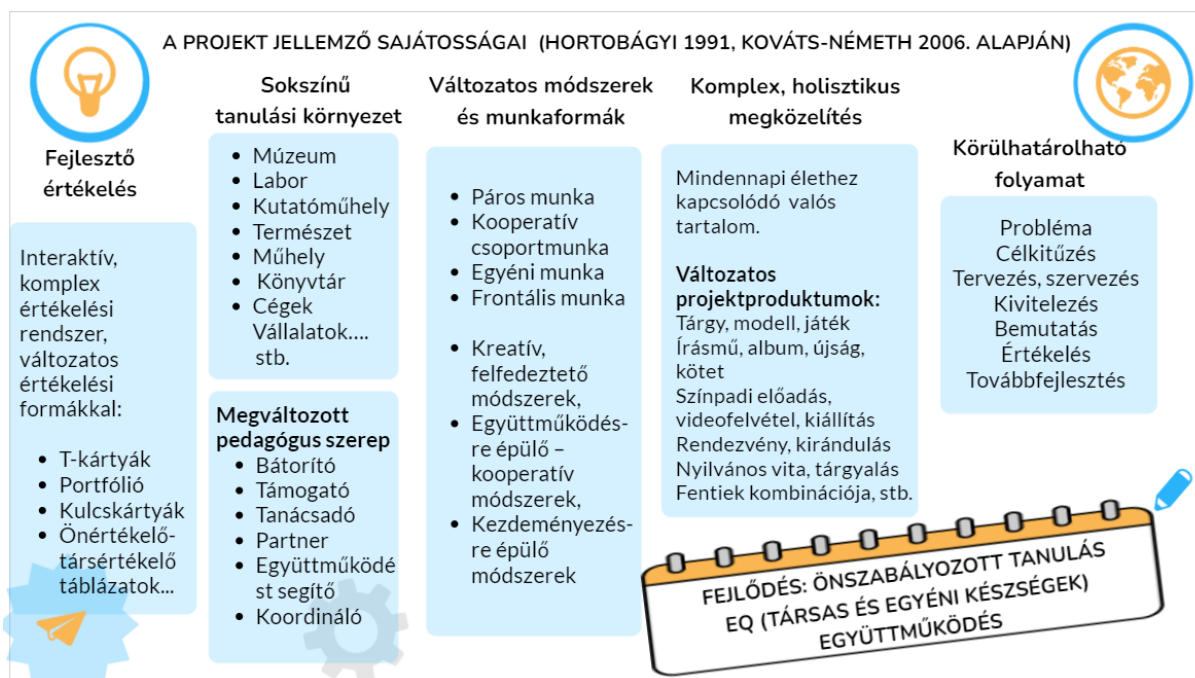 A PROJEKT JELLEMZŐ SAJÁTOSSÁGAI (HORTOBÁGYI 1991, KOVÁTS-NÉMETH 2006. ALAPJÁN)
Fejlesztő
értékelés
Interaktív,
komplex
értékelési
rendszer,
változatos
értékelési
formákkal:
• T-kártyák
• Portfólió
• Kulcskártyák
• Önértékelő-
társértékelő
táblázatok...
Sokszínű
tanulási környezet
• Múzeum
• Labor
• Kutatóműhely
• Természet
• Műhely
• Könyvtár
• Cégek
Vállalatok....
stb.
Megváltozott
pedagógus szerep
• Bátorító
• Támogató
• Tanácsadó
• Partner
• Együttműködé
st segítő
• Koordináló
Változatos módszerek
és munkaformák
• Páros munka
• Kooperatív
csoportmunka
• Egyéni munka
• Frontális munka
• Kreatív,
felfedeztető
módszerek,
• Együttműködés-
re épülő –
kooperatív
módszerek,
• Kezdeményezés-
re épülő
módszerek
Komplex, holisztikus
megközelítés
Mindennapi élethez
kapcsolódó valós
tartalom.
Változatos
projektproduktumok:
Tárgy, modell, játék
Írásmű, album, újság,
kötet
Színpadi előadás,
videofelvétel, kiállítás
Rendezvény, kirándulás
Nyilvános vita, tárgyalás
Fentiek kombinációja, stb.
Körülhatárolható
folyamat
Probléma
Célkitűzés
Tervezés, szervezés
Kivitelezés
Bemutatás
Értékelés
Továbbfejlesztés
FEJLŐDÉS: ÖNSZABÁLYOZOTT TANULÁS
EQ (TÁRSAS ÉS EGYÉNI KÉSZSÉGEK)
EGYÜTTMŰKÖDÉS